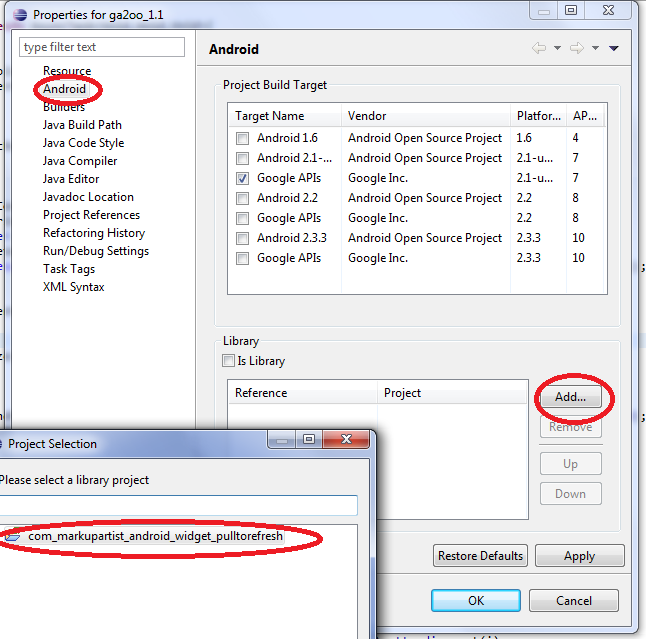 Properties for ga2oo_1.1
type filter text
Resource
Android
Builders
Java Build Path
Java Code Style
Java Compiler
Java Editor
Javadoc Location
Project References
Refactoring History
Run/Debug Settings
Task Tags
XML Syntax
Android
Project Build Target
Target Name Vendor Platfor... AP...
Android 1.6 Android Open Source Project 1.6 4
Android 2.1-... Android Open Source Project 2.1-u... 7
Google APIs Google Inc. 2.1-u... 7
Android 2.2 Android Open Source Project 2.2 8
Google APIs Google Inc. 2.2 8
Android 2.3.3 Android Open Source Project 2.3.3 10
Google APIs Google Inc. 2.3.3 10
Library
Is Library
Reference Project
Add...
Remove
Up
Down
Restore Defaults Apply
OK Cancel
Project Selection
Please select a library project
com_markupartist_android_widget_pulltorefresh